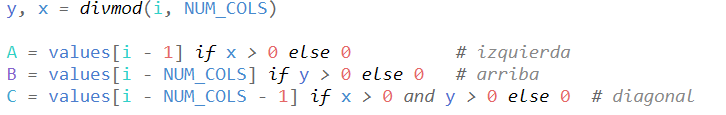 y, x = divmod(i, NUM_COLS)
A = values[i - 1] if x > 0 else 0          # izquierda
B = values[i - NUM_COLS] if y > 0 else 0   # arriba
C = values[i - NUM_COLS - 1] if x > 0 and y > 0 else 0  # diagonal